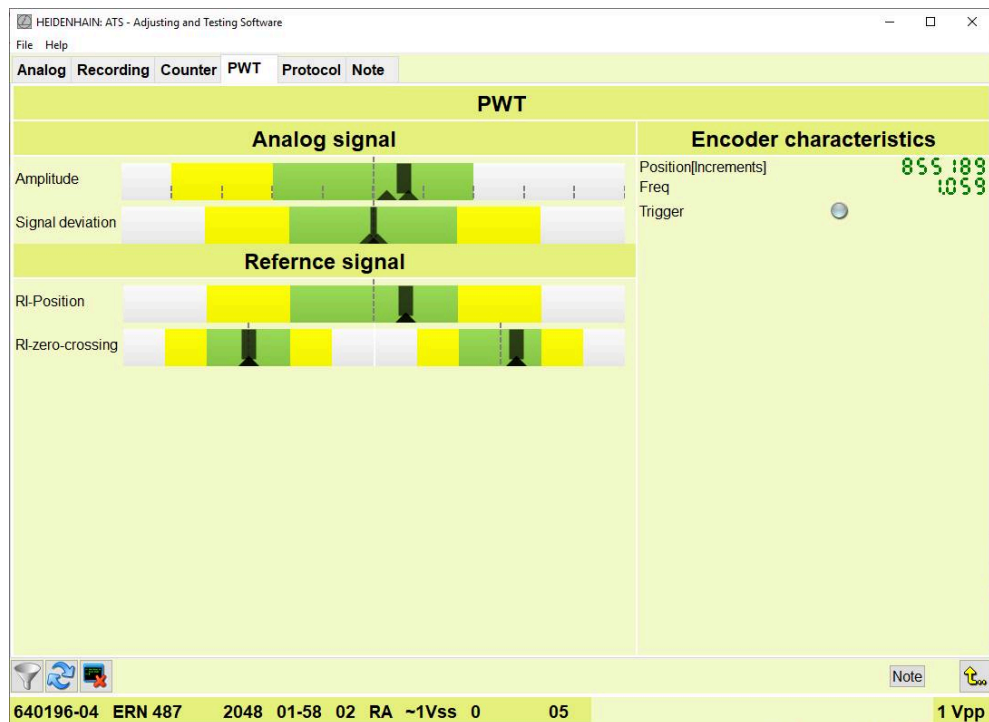 HEIDENHAIN: ATS - Adjusting and Testing Software
File Help
Analog Recording Counter PWT Protocol Note
PWT
Analog signal
Encoder characteristics
Amplitude
Position[Increments] 855189
Freq 1.059
Signal deviation
Trigger
Refernce signal
RI-Position
RI-zero-crossing
Note
640196-04 ERN 487 2048 01-58 02 RA ~1Vss 0 05 1 Vpp